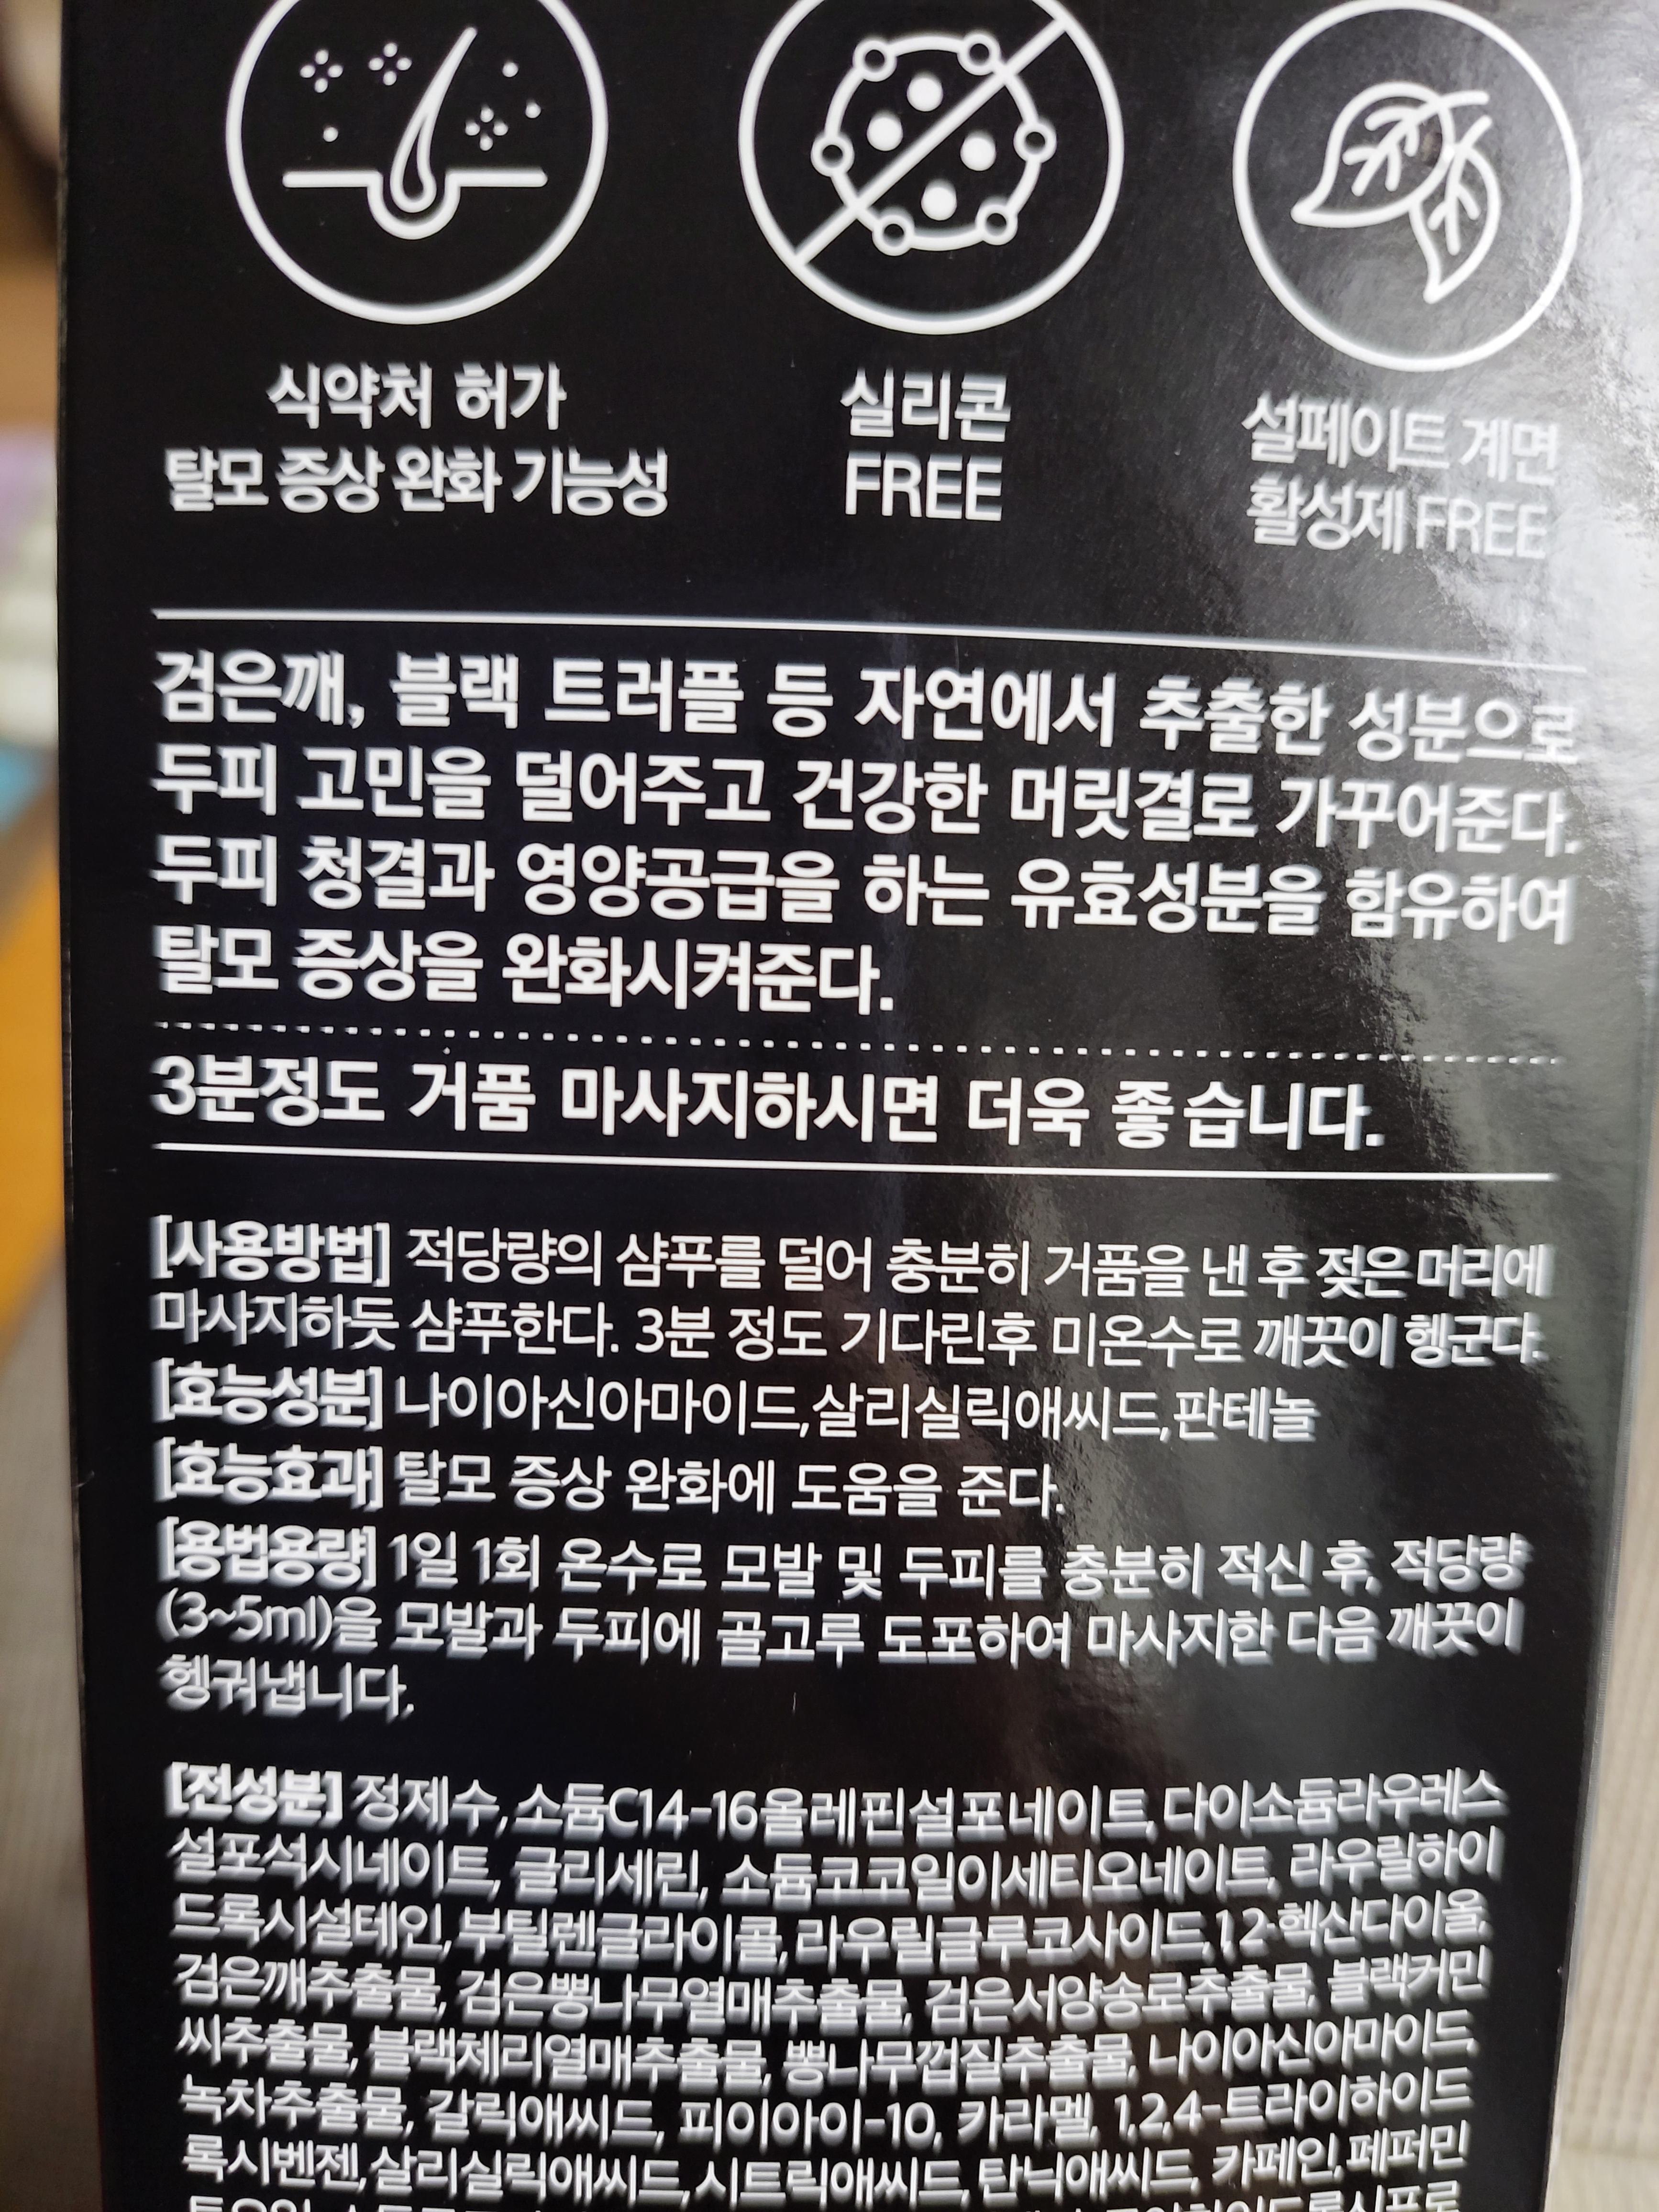 식약처 허가
탈모 증상 완화 기능성
실리콘
FREE
설페이트 계면
활성제 FREE
검은깨, 블랙 트러플 등 자연에서 추출한 성분으로
두피 고민을 덜어주고 건강한 머릿결로 가꾸어준다.
두피 청결과 영양공급을 하는 유효성분을 함유하여
탈모 증상을 완화시켜준다.
3분정도 거품 마사지하시면 더욱 좋습니다.
[사용방법] 적당량의 샴푸를 덜어 충분히 거품을 낸 후 젖은 머리에
마사지하듯 샴푸한다. 3분 정도 기다린후 미온수로 깨끗이 헹군다.
[효능성분] 나이아신아마이드,살리실릭애씨드,판테놀
[효능효과] 탈모 증상 완화에 도움을 준다.
[용법용량] 1일 1회 온수로 모발 및 두피를 충분히 적신 후, 적당량
(3~5ml)을 모발과 두피에 골고루 도포하여 마사지한 다음 깨끗이
헹궈냅니다.
[전성분] 정제수, 소듐C14-16올레핀설포네이트, 다이소듐라우레스
설포석시네이트, 글리세린, 소듐코코일이세티오네이트, 라우릴하이
드록시설테인, 부틸렌글라이콜, 라우릴글루코사이드,1,2-헥산다이올,
검은깨추출물, 검은뽕나무열매추출물, 검은서양송로추출물, 블랙커민
씨추출물, 블랙체리열매추출물, 뽕나무껍질추출물, 나이아신아마이드,
녹차추출물, 갈릭애씨드, 피이아이-10, 카라멜, 1,2,4-트라이하이드
록시벤젠,살리실릭애씨드,시트릭애씨드, 탄닉애씨드, 카페인, 페퍼민